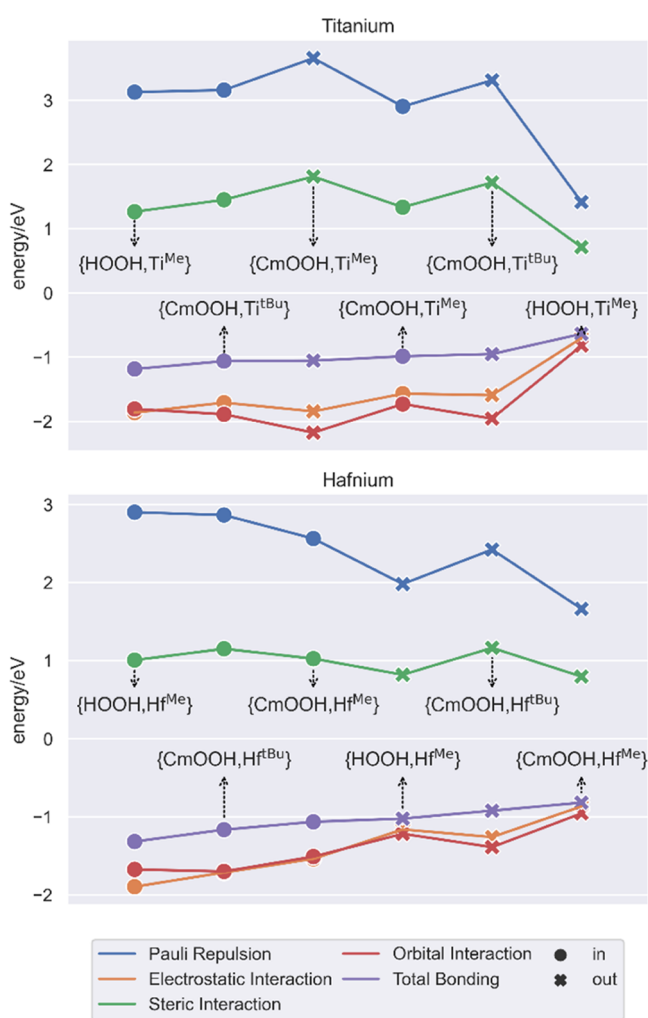 Titanium
3
2
1
{HOOH,Ti^Me} {CmOOH,Ti^Me} {CmOOH,Ti^tBu}
0
{CmOOH,Ti^tBu} {CmOOH,Ti^Me} {HOOH,Ti^Me}
−1
−2
energy/eV
Hafnium
3
2
1
{HOOH,Hf^Me} {CmOOH,Hf^Me} {CmOOH,Hf^tBu}
0
{CmOOH,Hf^tBu} {HOOH,Hf^Me} {CmOOH,Hf^Me}
−1
−2
energy/eV
Pauli Repulsion Orbital Interaction in
Electrostatic Interaction Total Bonding out
Steric Interaction